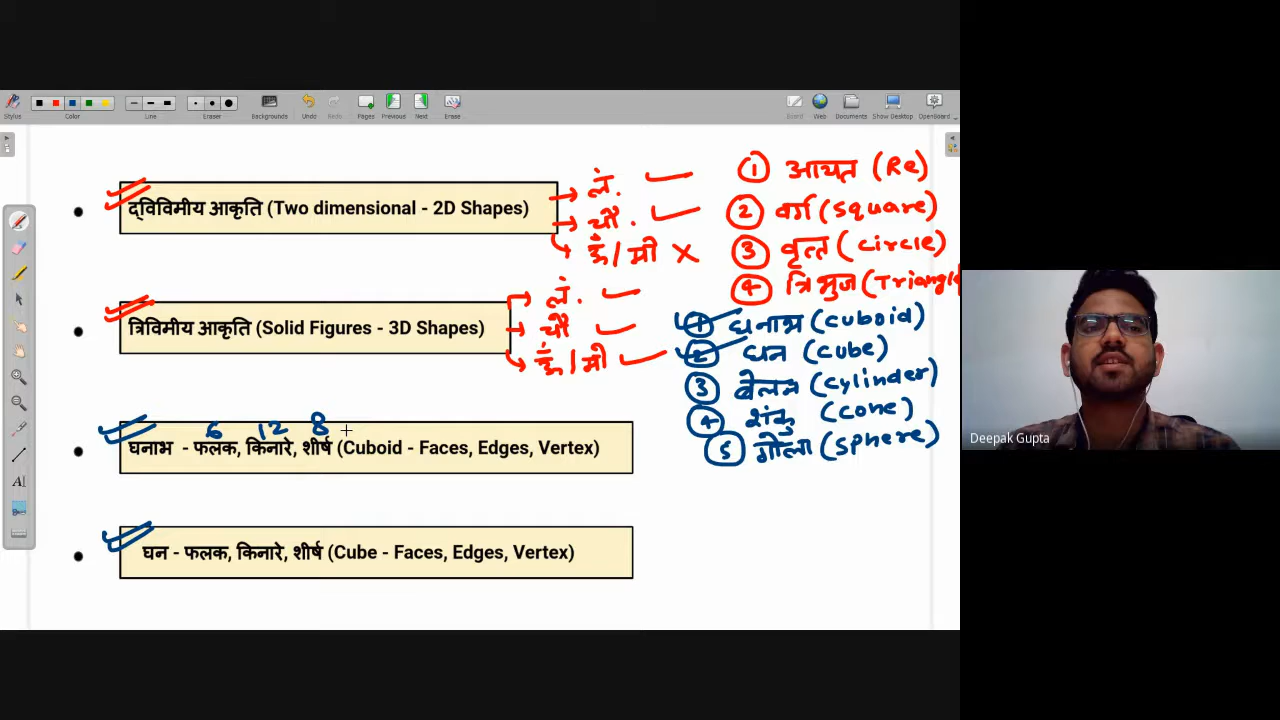 Stylus
Color
Line
Eraser
Backgrounds
Undo
Redo
Pages
Previous
Next
Erase
Board
Web
Documents
Show Desktop
OpenBoard
द्विविमीय आकृति (Two dimensional - 2D Shapes)
→ लं. ✓
→ चौ. ✓
→ ऊँ/मो X
① आयत (Re)
② वर्ग (square)
③ वृत्त (circle)
④ त्रिभुज (Triangle)
त्रिविमीय आकृति (Solid Figures - 3D Shapes)
→ लं. ✓
→ चौ ✓
→ ऊँ/मो ✓
① घनाभ (cuboid)
② घन (cube)
③ बेलन (cylinder)
④ शंकु (cone)
⑤ गोला (sphere)
6 12 8
घनाभ - फलक, किनारे, शीर्ष (Cuboid - Faces, Edges, Vertex)
घन - फलक, किनारे, शीर्ष (Cube - Faces, Edges, Vertex)
Deepak Gupta